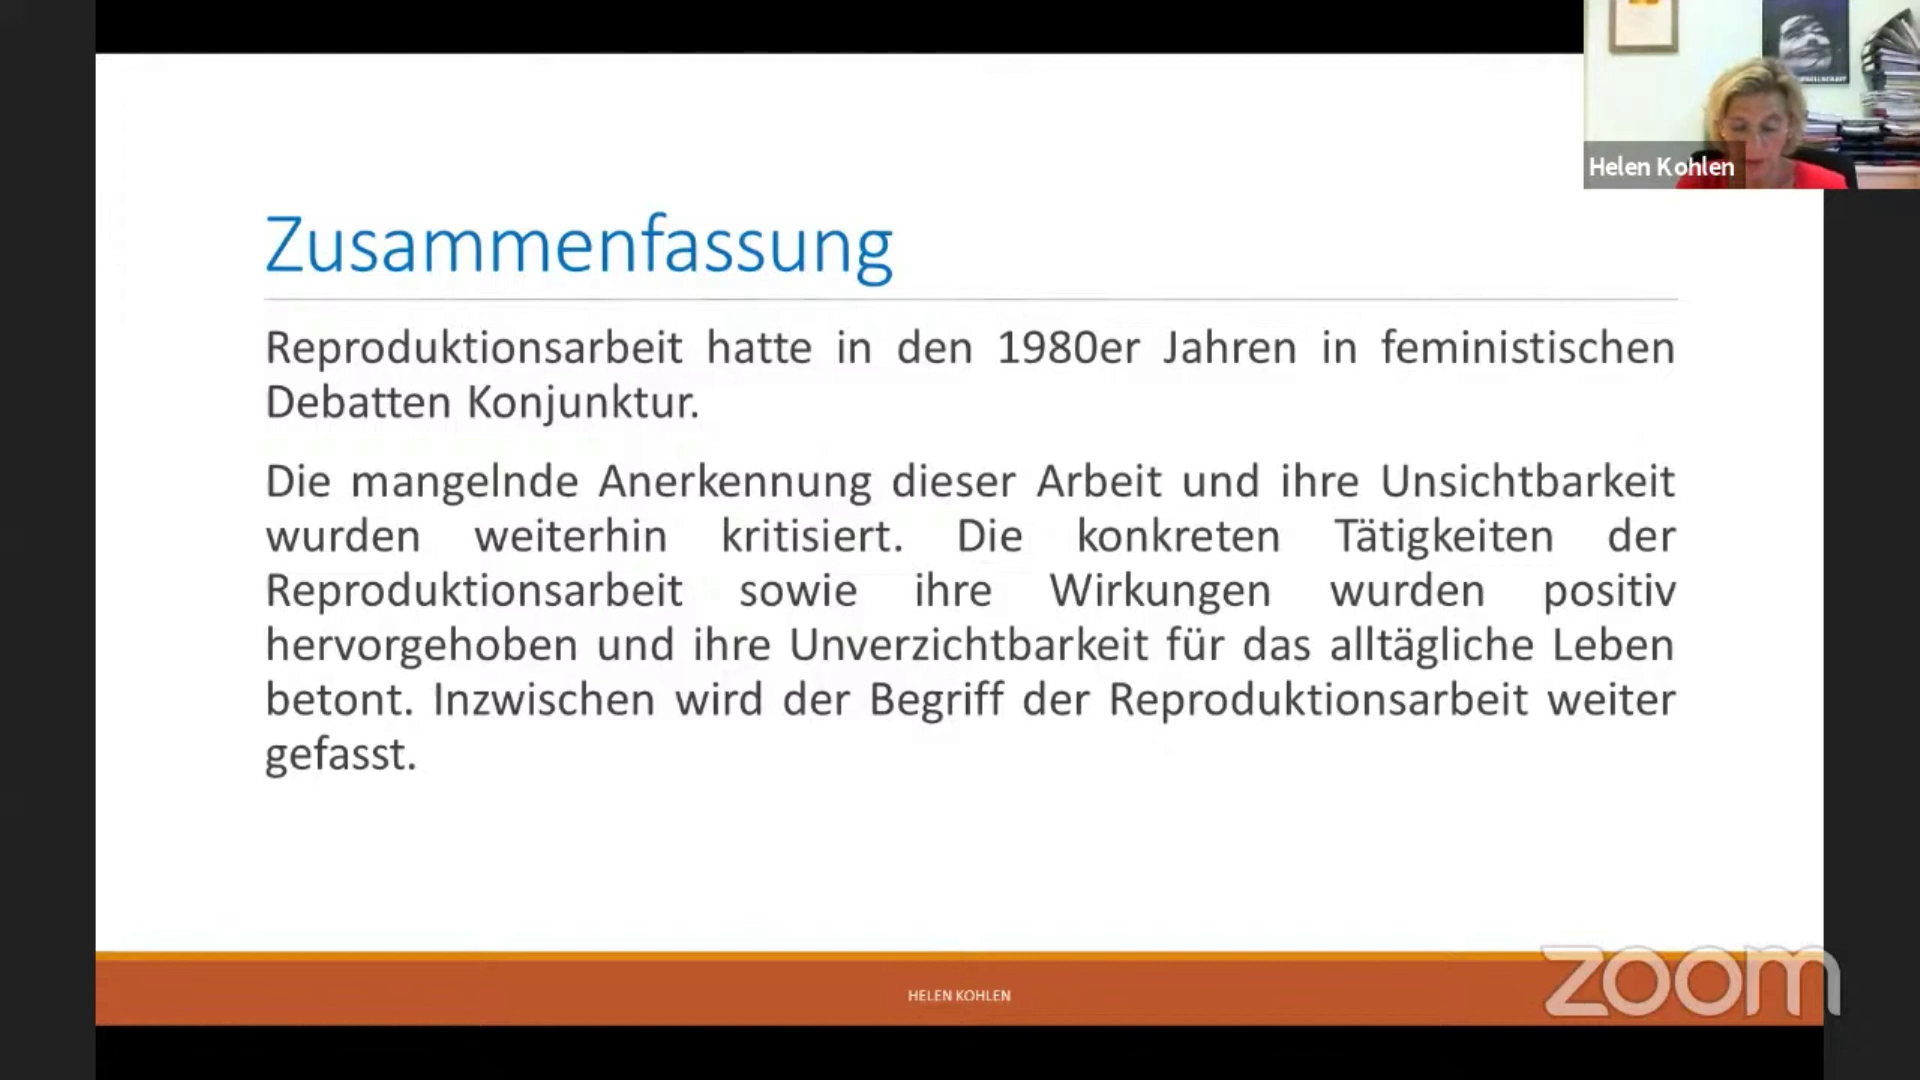 Helen Kohlen
Zusammenfassung
Reproduktionsarbeit hatte in den 1980er Jahren in feministischen
Debatten Konjunktur.
Die mangelnde Anerkennung dieser Arbeit und ihre Unsichtbarkeit
wurden weiterhin kritisiert. Die konkreten Tätigkeiten der
Reproduktionsarbeit sowie ihre Wirkungen wurden positiv
hervorgehoben und ihre Unverzichtbarkeit für das alltägliche Leben
betont. Inzwischen wird der Begriff der Reproduktionsarbeit weiter
gefasst.
HELEN KOHLEN
zoom